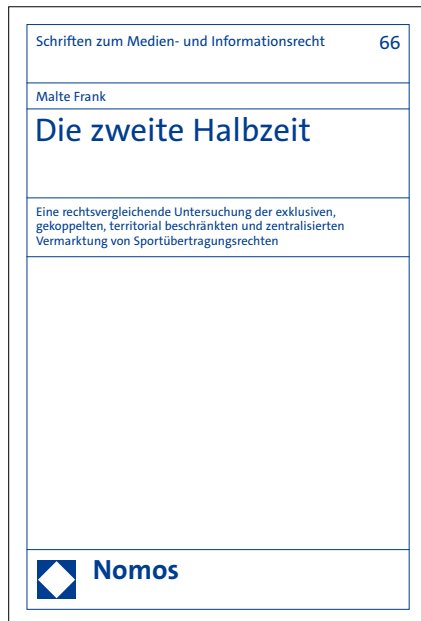 Schriften zum Medien- und Informationsrecht 66
Malte Frank
Die zweite Halbzeit
Eine rechtsvergleichende Untersuchung der exklusiven,
gekoppelten, territorial beschränkten und zentralisierten
Vermarktung von Sportübertragungsrechten
Nomos